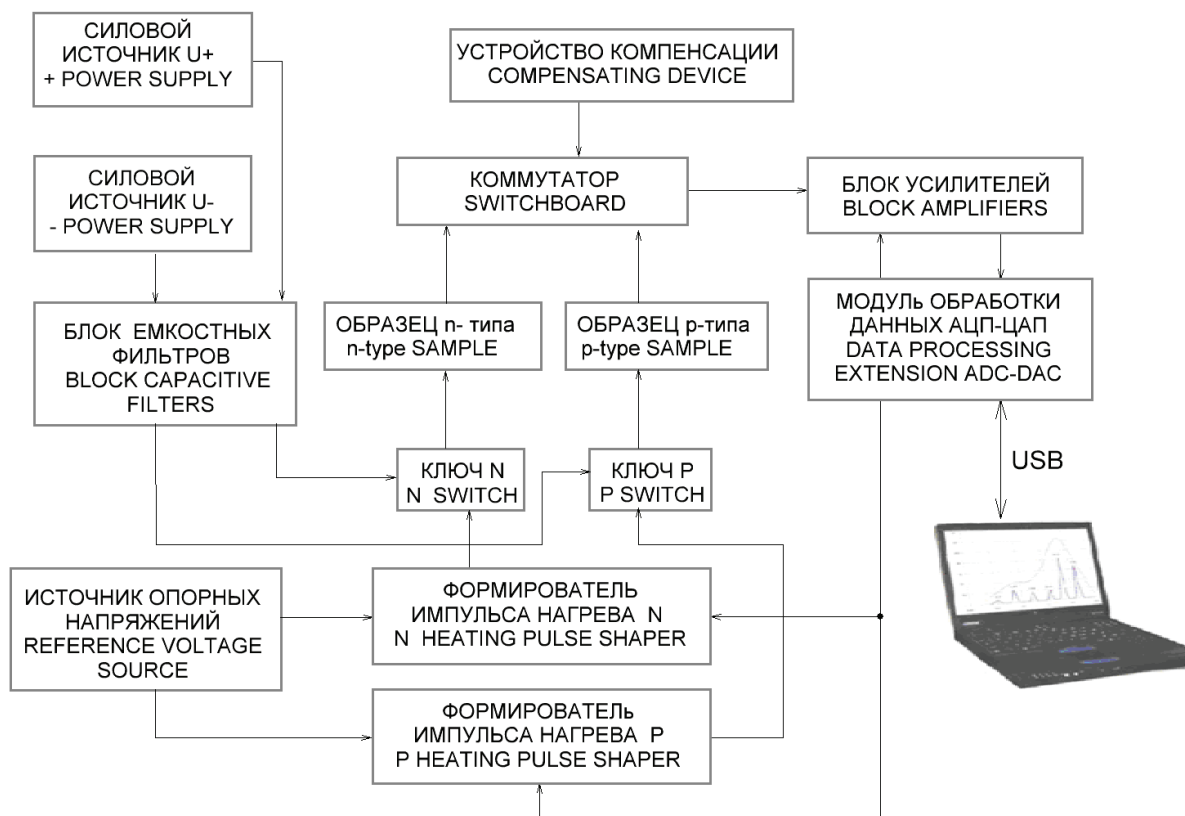 СИЛОВОЙ
ИСТОЧНИК U+
+ POWER SUPPLY
УСТРОЙСТВО КОМПЕНСАЦИИ
COMPENSATING DEVICE
СИЛОВОЙ
ИСТОЧНИК U-
- POWER SUPPLY
КОММУТАТОР
SWITCHBOARD
БЛОК УСИЛИТЕЛЕЙ
BLOCK AMPLIFIERS
БЛОК ЕМКОСТНЫХ
ФИЛЬТРОВ
BLOCK CAPACITIVE
FILTERS
ОБРАЗЕЦ n- типа
n-type SAMPLE
ОБРАЗЕЦ p-типа
p-type SAMPLE
МОДУЛЬ ОБРАБОТКИ
ДАННЫХ АЦП-ЦАП
DATA PROCESSING
EXTENSION ADC-DAC
КЛЮЧ N
N SWITCH
КЛЮЧ P
P SWITCH
USB
ИСТОЧНИК ОПОРНЫХ
НАПРЯЖЕНИЙ
REFERENCE VOLTAGE
SOURCE
ФОРМИРОВАТЕЛЬ
ИМПУЛЬСА НАГРЕВА N
N HEATING PULSE SHAPER
ФОРМИРОВАТЕЛЬ
ИМПУЛЬСА НАГРЕВА P
P HEATING PULSE SHAPER